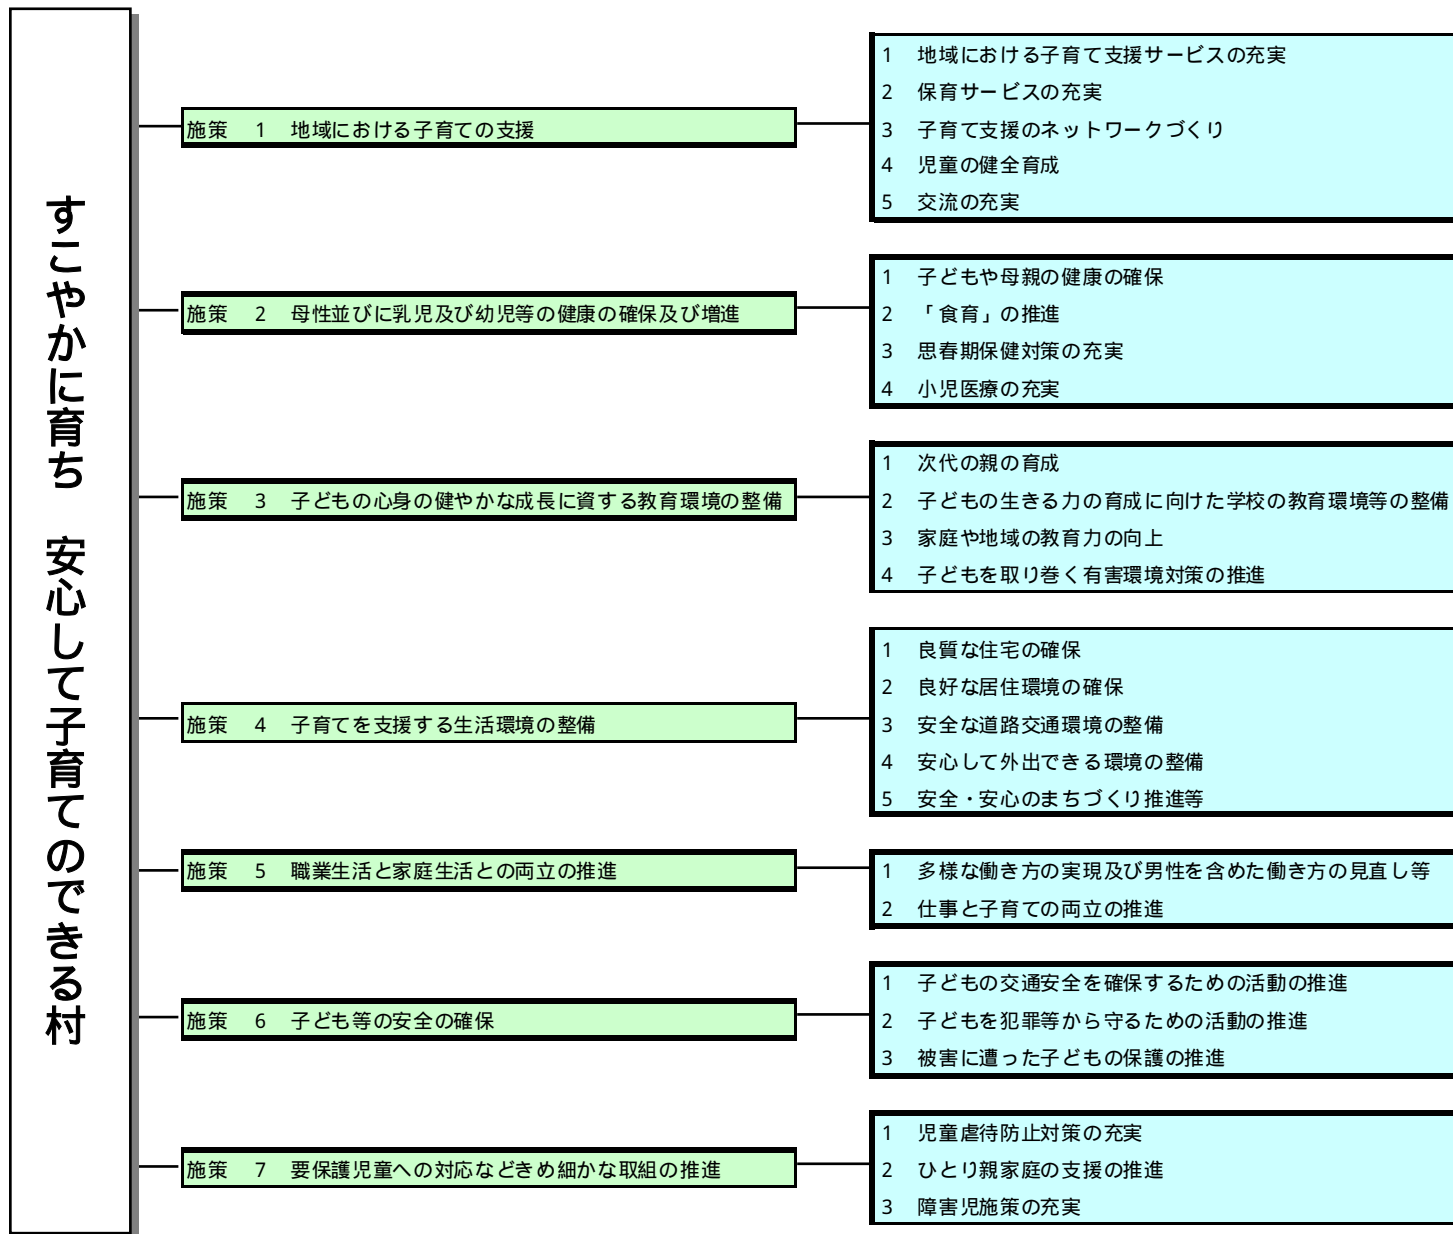 すこやかに育ち　安心して子育てのできる村
施策　1　地域における子育ての支援
1　地域における子育て支援サービスの充実
2　保育サービスの充実
3　子育て支援のネットワークづくり
4　児童の健全育成
5　交流の充実
施策　2　母性並びに乳児及び幼児等の健康の確保及び増進
1　子どもや母親の健康の確保
2　「食育」の推進
3　思春期保健対策の充実
4　小児医療の充実
施策　3　子どもの心身の健やかな成長に資する教育環境の整備
1　次代の親の育成
2　子どもの生きる力の育成に向けた学校の教育環境等の整備
3　家庭や地域の教育力の向上
4　子どもを取り巻く有害環境対策の推進
施策　4　子育てを支援する生活環境の整備
1　良質な住宅の確保
2　良好な居住環境の確保
3　安全な道路交通環境の整備
4　安心して外出できる環境の整備
5　安全・安心のまちづくり推進等
施策　5　職業生活と家庭生活との両立の推進
1　多様な働き方の実現及び男性を含めた働き方の見直し等
2　仕事と子育ての両立の推進
施策　6　子ども等の安全の確保
1　子どもの交通安全を確保するための活動の推進
2　子どもを犯罪等から守るための活動の推進
3　被害に遭った子どもの保護の推進
施策　7　要保護児童への対応などきめ細かな取組の推進
1　児童虐待防止対策の充実
2　ひとり親家庭の支援の推進
3　障害児施策の充実